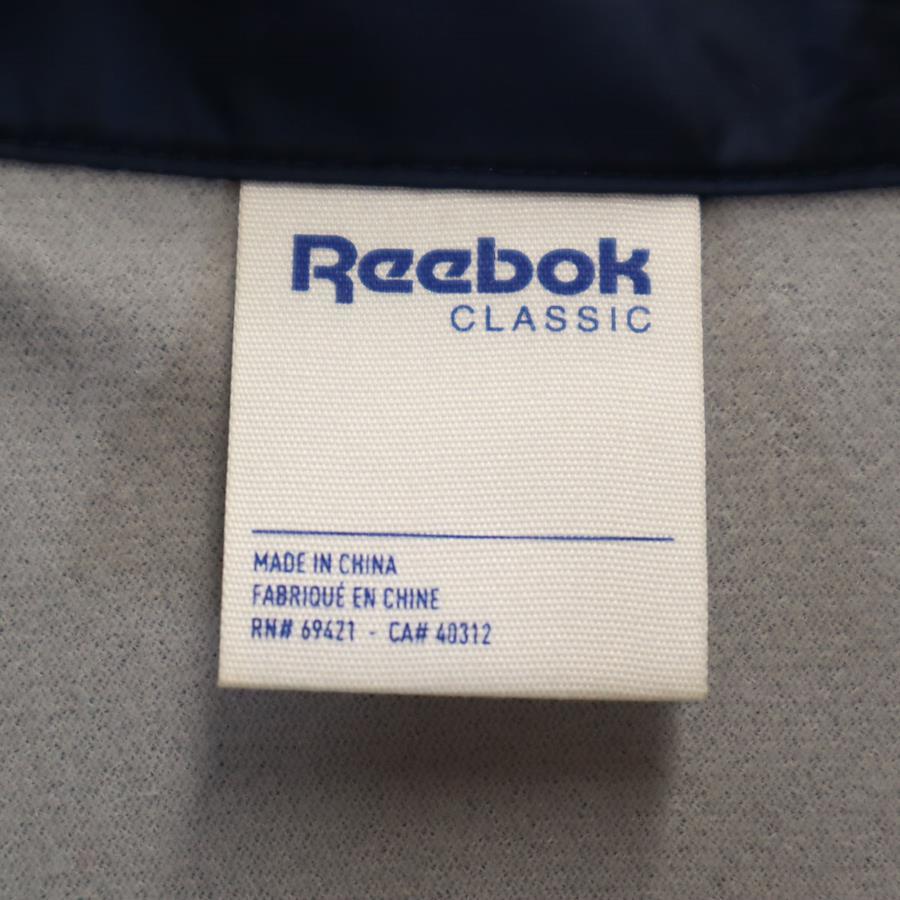 Reebok
CLASSIC
MADE IN CHINA
FABRIQUÉ EN CHINE
RN# 69421 - CA# 40312